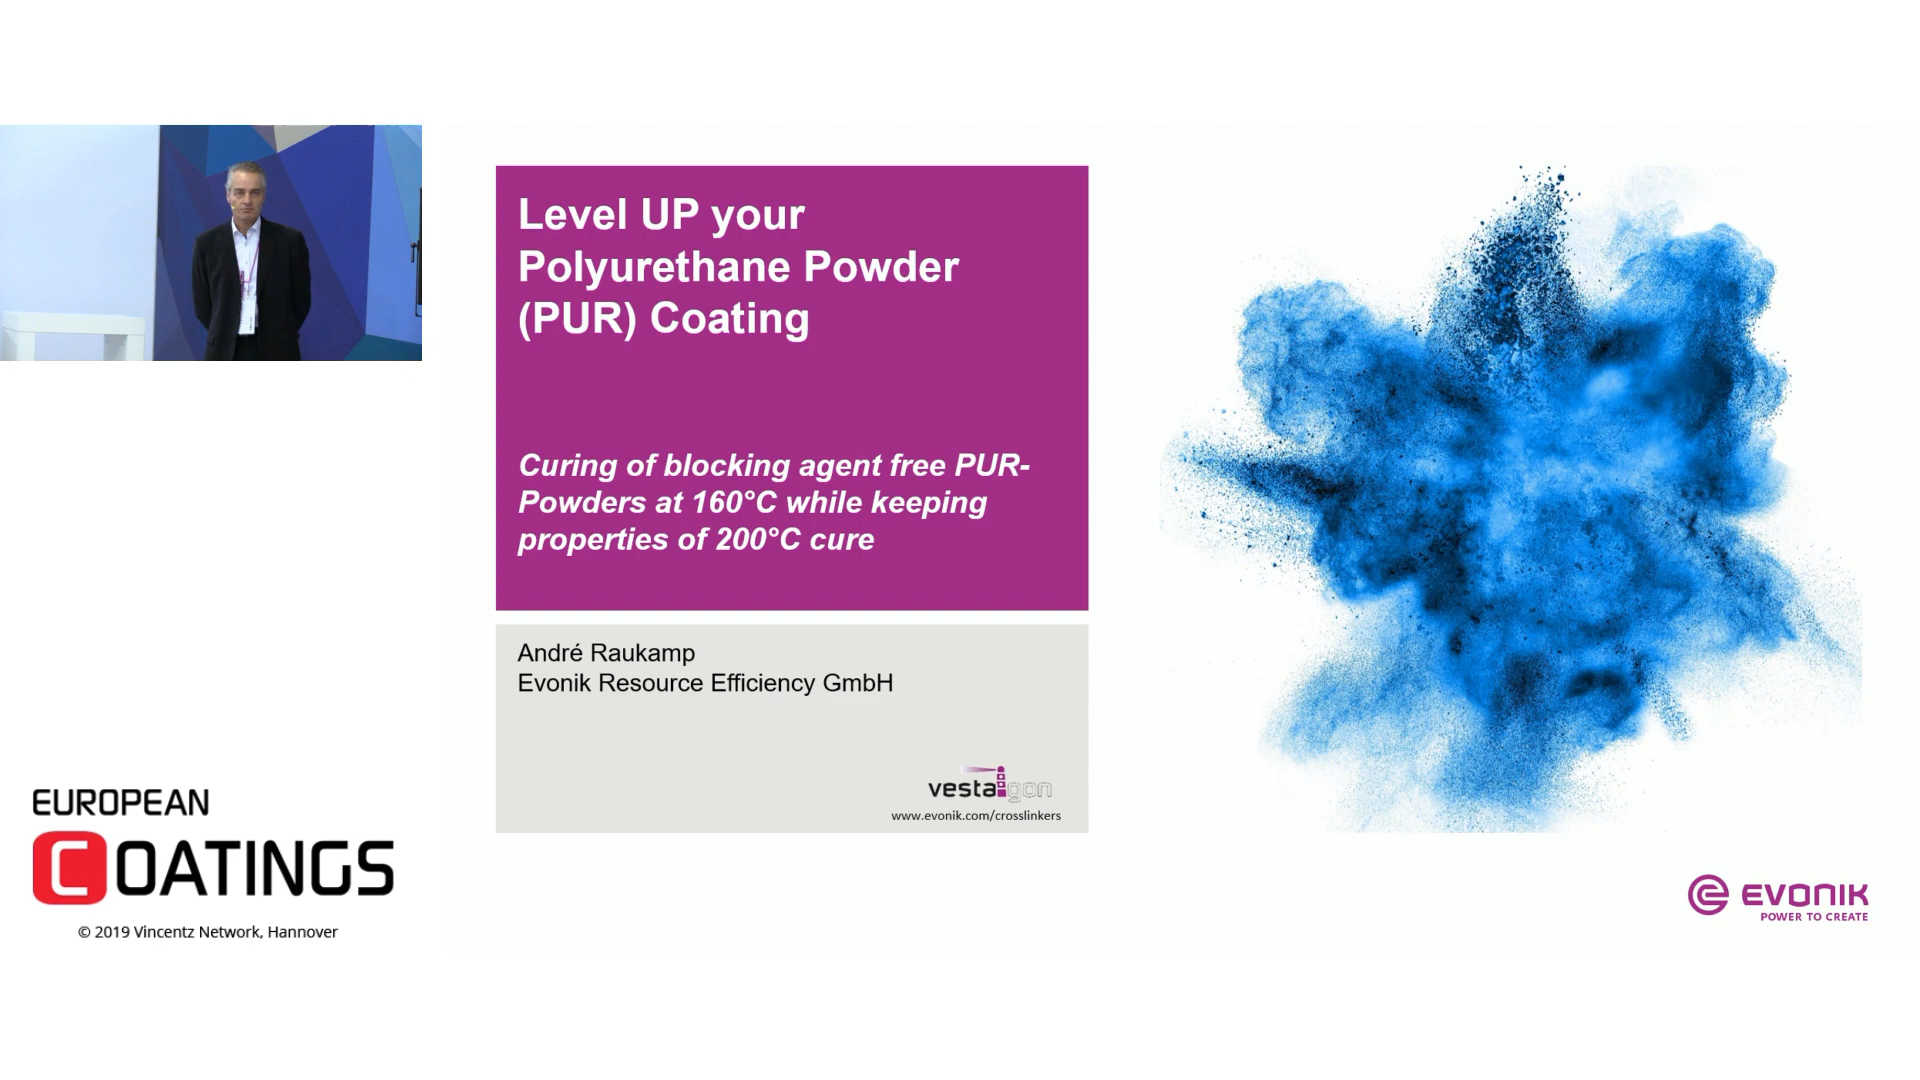 Level UP your
Polyurethane Powder
(PUR) Coating
Curing of blocking agent free PUR-
Powders at 160°C while keeping
properties of 200°C cure
André Raukamp
Evonik Resource Efficiency GmbH
vestagon
www.evonik.com/crosslinkers
EUROPEAN
COATINGS
© 2019 Vincentz Network, Hannover
EVONIK
POWER TO CREATE